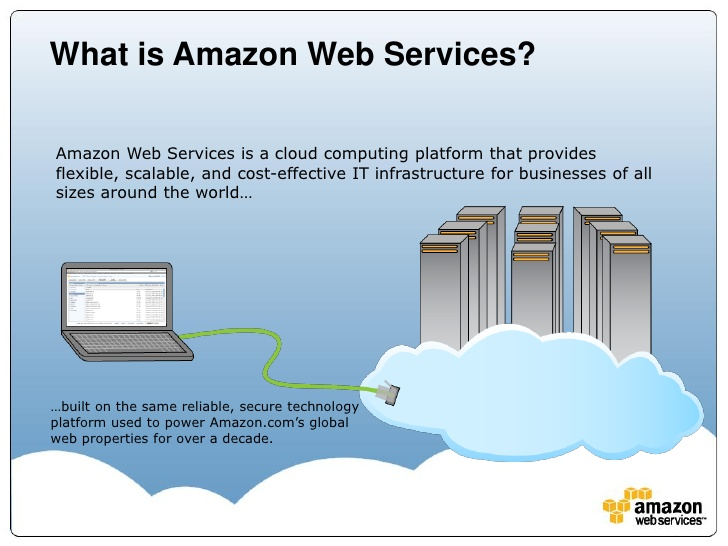 What is Amazon Web Services?
Amazon Web Services is a cloud computing platform that provides
flexible, scalable, and cost-effective IT infrastructure for businesses of all
sizes around the world…
…built on the same reliable, secure technology
platform used to power Amazon.com’s global
web properties for over a decade.
amazon
web services™